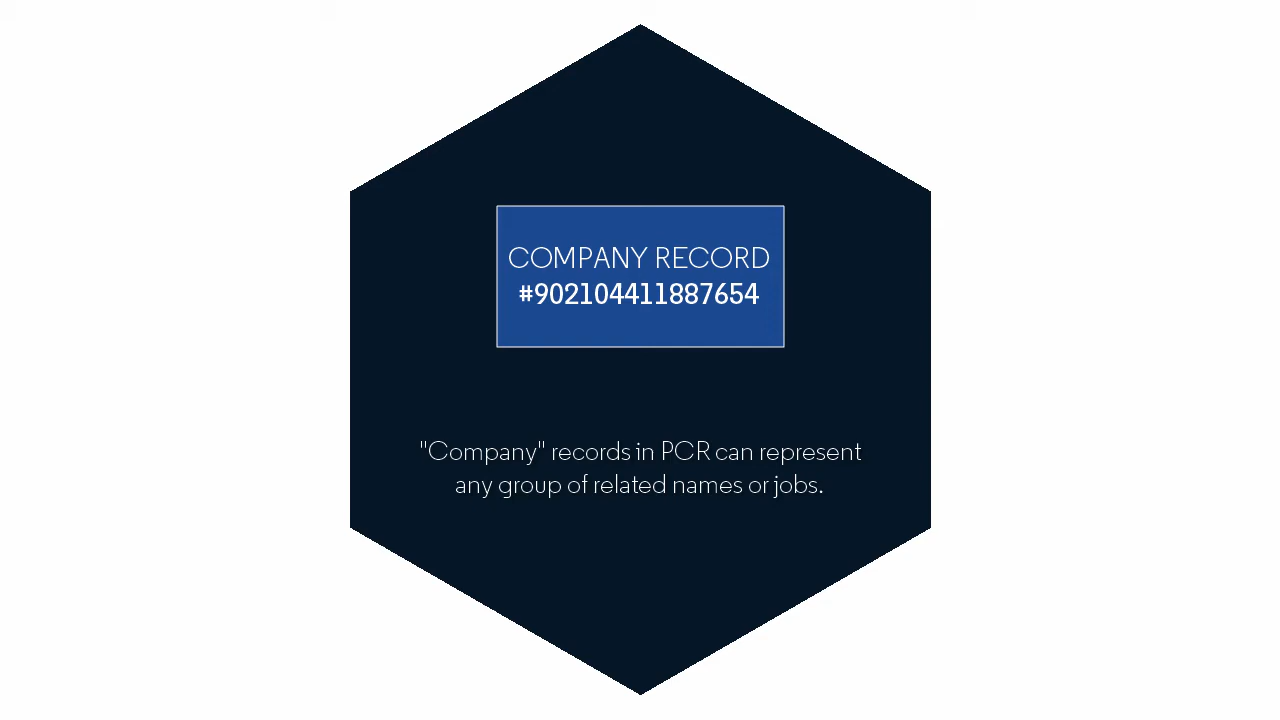 COMPANY RECORD
#902104411887654
"Company" records in PCR can represent
any group of related names or jobs.